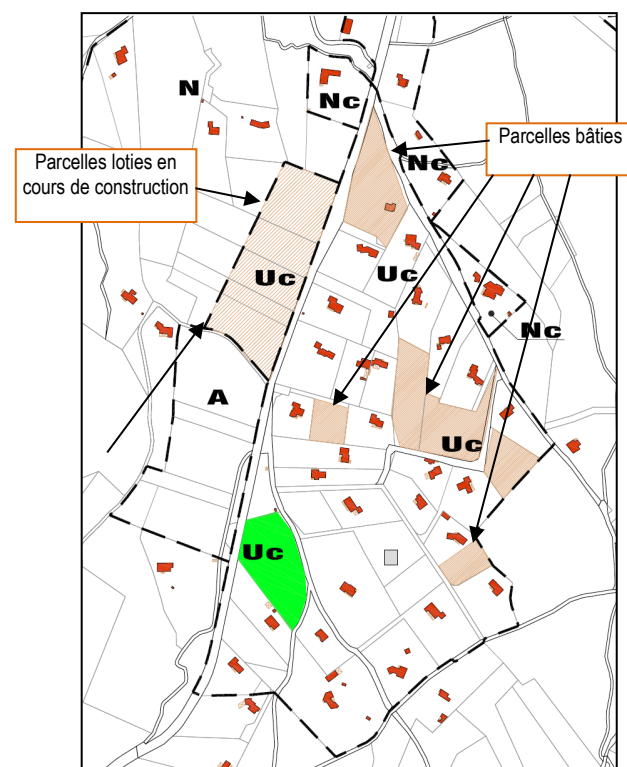 N
Nc
Parcelles bâties
Nc
Parcelles loties en
cours de construction
Uc
Uc
Nc
A
Uc
Uc